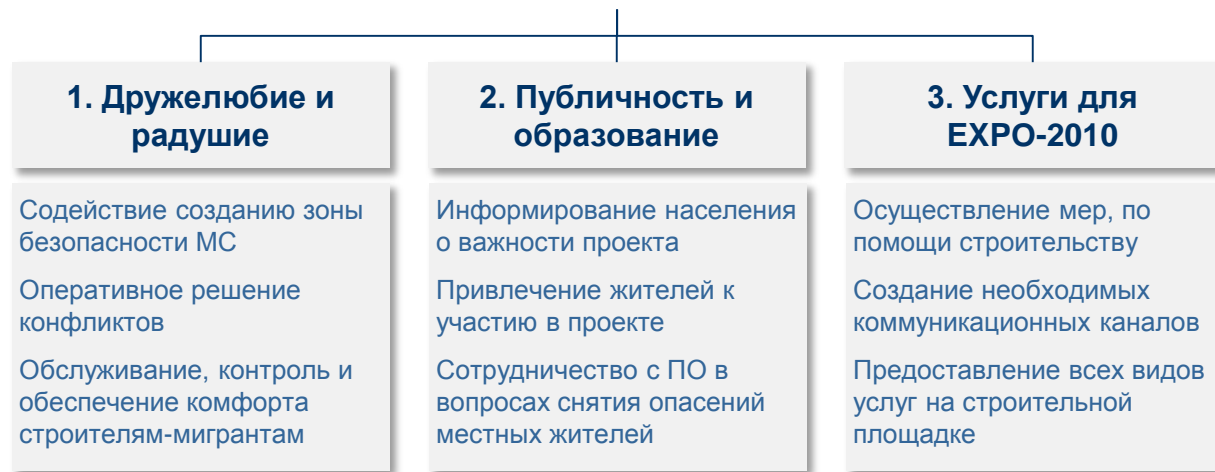 1. Дружелюбие и
радушие
Содействие созданию зоны
безопасности МС
Оперативное решение
конфликтов
Обслуживание, контроль и
обеспечение комфорта
строителям-мигрантам
2. Публичность и
образование
Информирование населения
о важности проекта
Привлечение жителей к
участию в проекте
Сотрудничество с ПО в
вопросах снятия опасений
местных жителей
3. Услуги для
EXPO-2010
Осуществление мер, по
помощи строительству
Создание необходимых
коммуникационных каналов
Предоставление всех видов
услуг на строительной
площадке